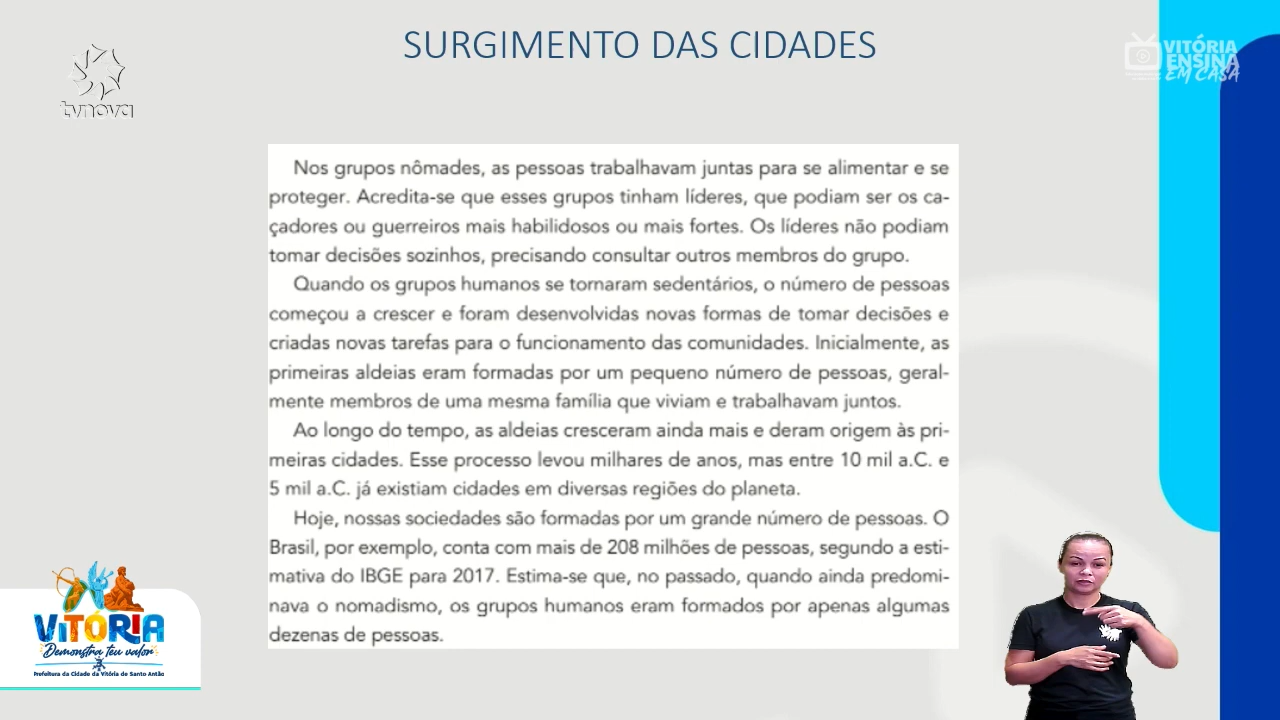 SURGIMENTO DAS CIDADES
tvnova
VITÓRIA
ENSINA
EM CASA
Nos grupos nômades, as pessoas trabalhavam juntas para se alimentar e se
proteger. Acredita-se que esses grupos tinham líderes, que podiam ser os ca-
çadores ou guerreiros mais habilidosos ou mais fortes. Os líderes não podiam
tomar decisões sozinhos, precisando consultar outros membros do grupo.
Quando os grupos humanos se tornaram sedentários, o número de pessoas
começou a crescer e foram desenvolvidas novas formas de tomar decisões e
criadas novas tarefas para o funcionamento das comunidades. Inicialmente, as
primeiras aldeias eram formadas por um pequeno número de pessoas, geral-
mente membros de uma mesma família que viviam e trabalhavam juntos.
Ao longo do tempo, as aldeias cresceram ainda mais e deram origem às pri-
meiras cidades. Esse processo levou milhares de anos, mas entre 10 mil a.C. e
5 mil a.C. já existiam cidades em diversas regiões do planeta.
Hoje, nossas sociedades são formadas por um grande número de pessoas. O
Brasil, por exemplo, conta com mais de 208 milhões de pessoas, segundo a esti-
mativa do IBGE para 2017. Estima-se que, no passado, quando ainda predomi-
nava o nomadismo, os grupos humanos eram formados por apenas algumas
dezenas de pessoas.
ViTÓRiA
Demonstra teu valor
Prefeitura da Cidade da Vitória de Santo Antão